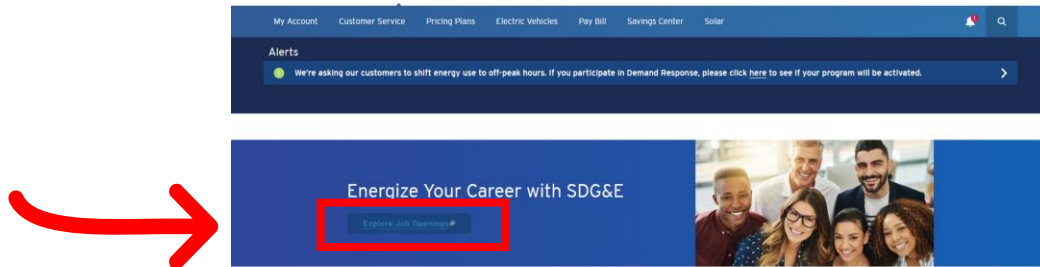 My Account Customer Service Pricing Plans Electric Vehicles Pay Bill Savings Center Solar
Alerts
We're asking our customers to shift energy use to off-peak hours. If you participate in Demand Response, please click here to see if your program will be activated.
Energize Your Career with SDG&E
Explore Job Openings